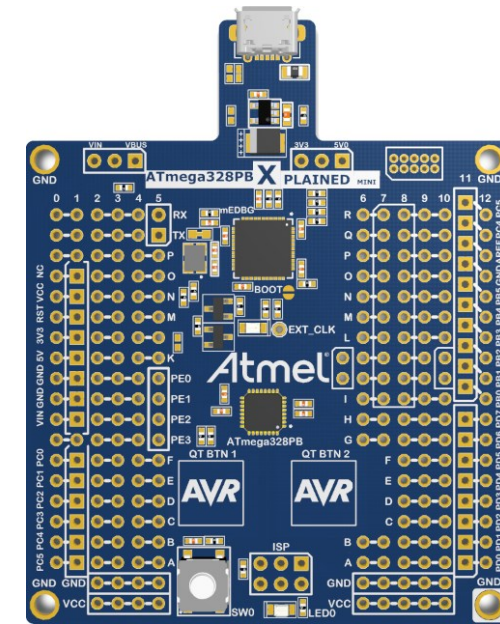 VIN VBUS 3V3 5V0
ATmega328PB X PLAINED MINI
GND 11 GND
0 1 2 3 4 5 6 7 8 9 10 12
RX mEDBG R
TX Q
P P
NC O O
VCC N BOOT N
RST M M
3V3 EXT_CLK L
5V K Atmel
GND PE0
GND PE1 I
VIN PE2 H
PE3 ATmega328PB G
PC0 F QT BTN 1 QT BTN 2 F
PC1 E AVR AVR E
PC2 D D
PC3 C C
PC4 B ISP B
PC5 A A
GND GND GND GND
VCC SW0 LED0 VCC